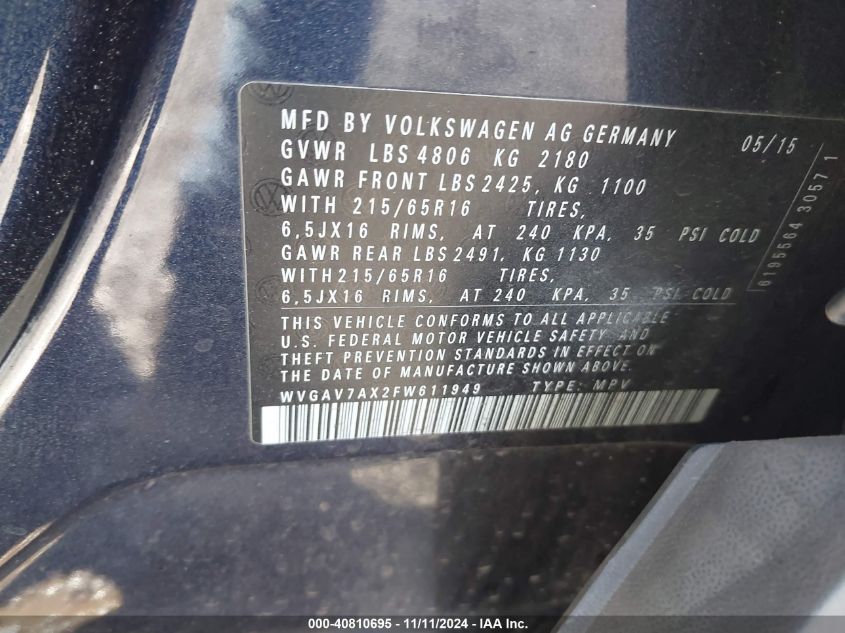 MFD BY VOLKSWAGEN AG GERMANY 05/15
GVWR LBS 4806 KG 2180
GAWR FRONT LBS 2425, KG 1100
WITH 215/65R16 TIRES,
6,5JX16 RIMS, AT 240 KPA, 35 PSI COLD
GAWR REAR LBS 2491, KG 1130
WITH 215/65R16 TIRES,
6,5JX16 RIMS, AT 240 KPA, 35 PSI COLD
THIS VEHICLE CONFORMS TO ALL APPLICABLE
U.S. FEDERAL MOTOR VEHICLE SAFETY AND
THEFT PREVENTION STANDARDS IN EFFECT ON
THE DATE OF MANUFACTURE SHOWN ABOVE.
WVGAV7AX2FW611949 TYPE: MPV
6195564 30571
000-40810695 - 11/11/2024 - IAA Inc.